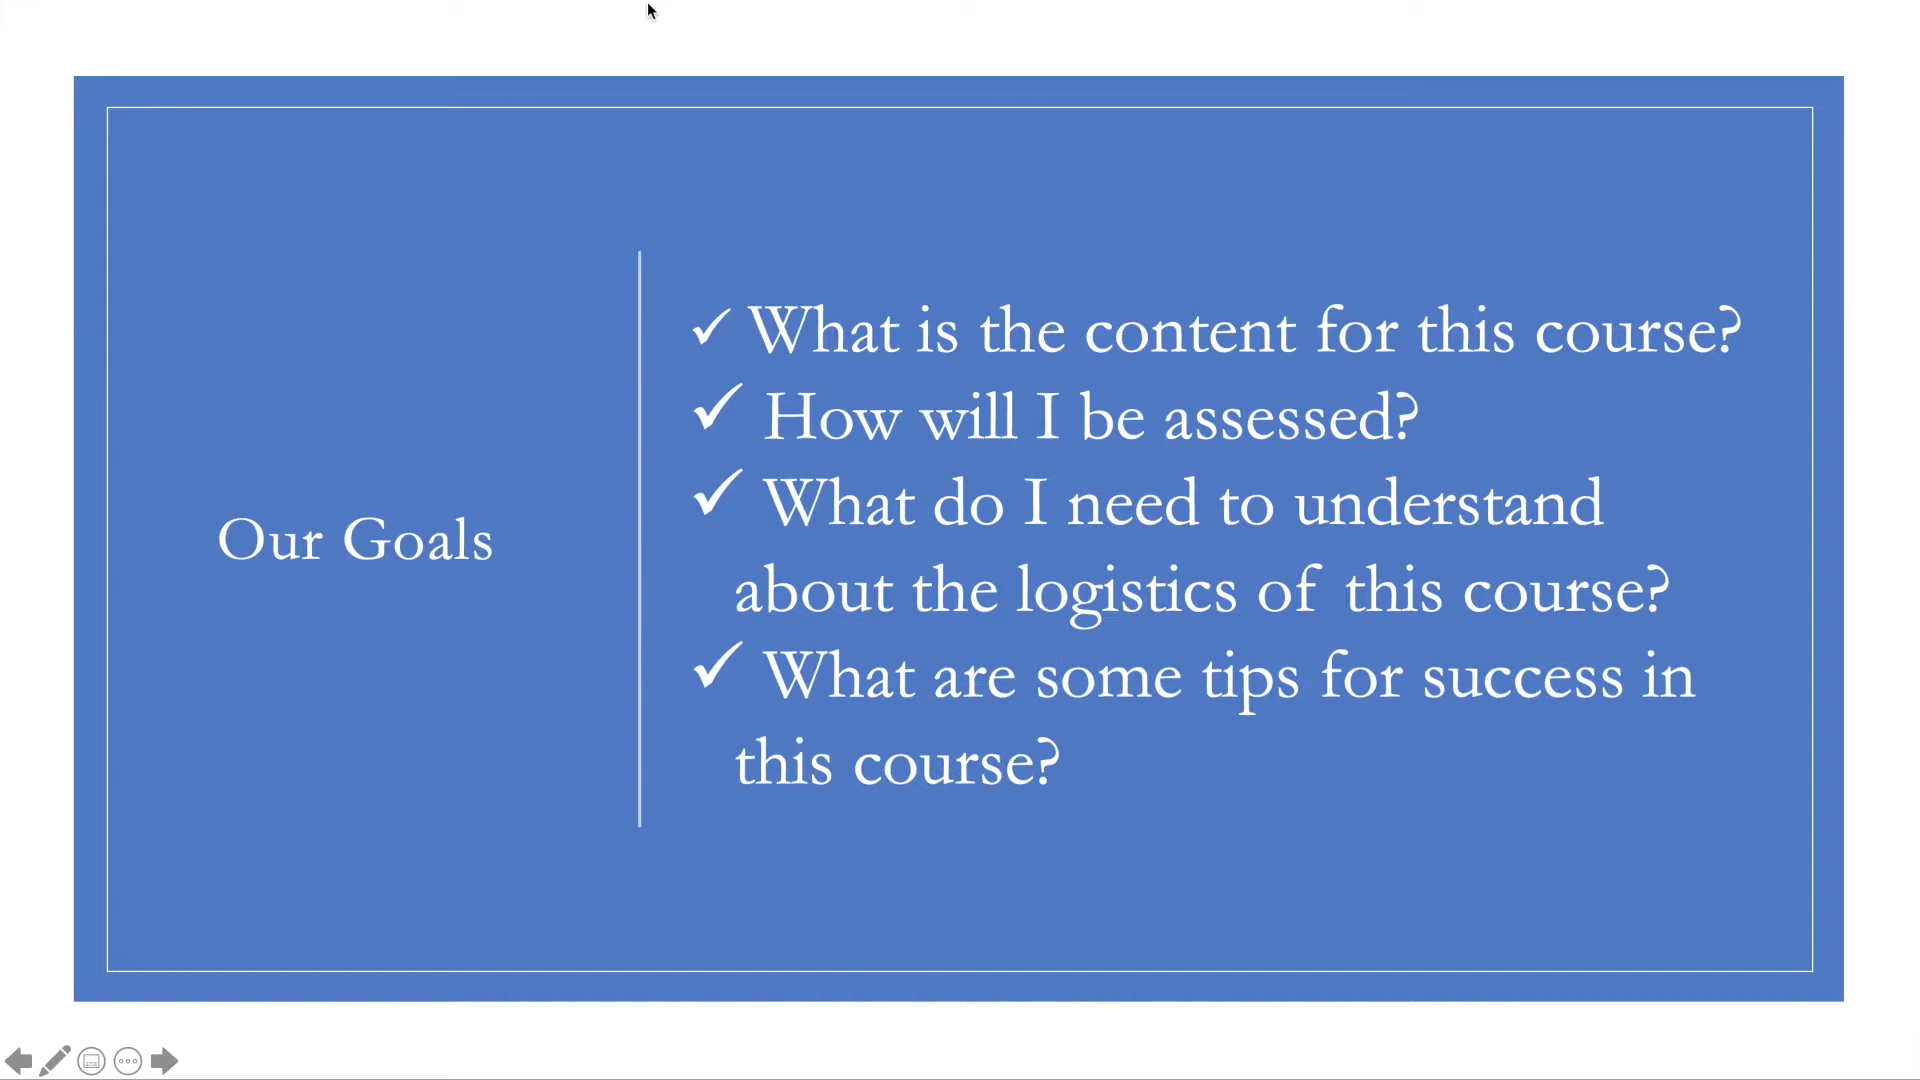 Our Goals
✓ What is the content for this course?
✓ How will I be assessed?
✓ What do I need to understand
about the logistics of this course?
✓ What are some tips for success in
this course?